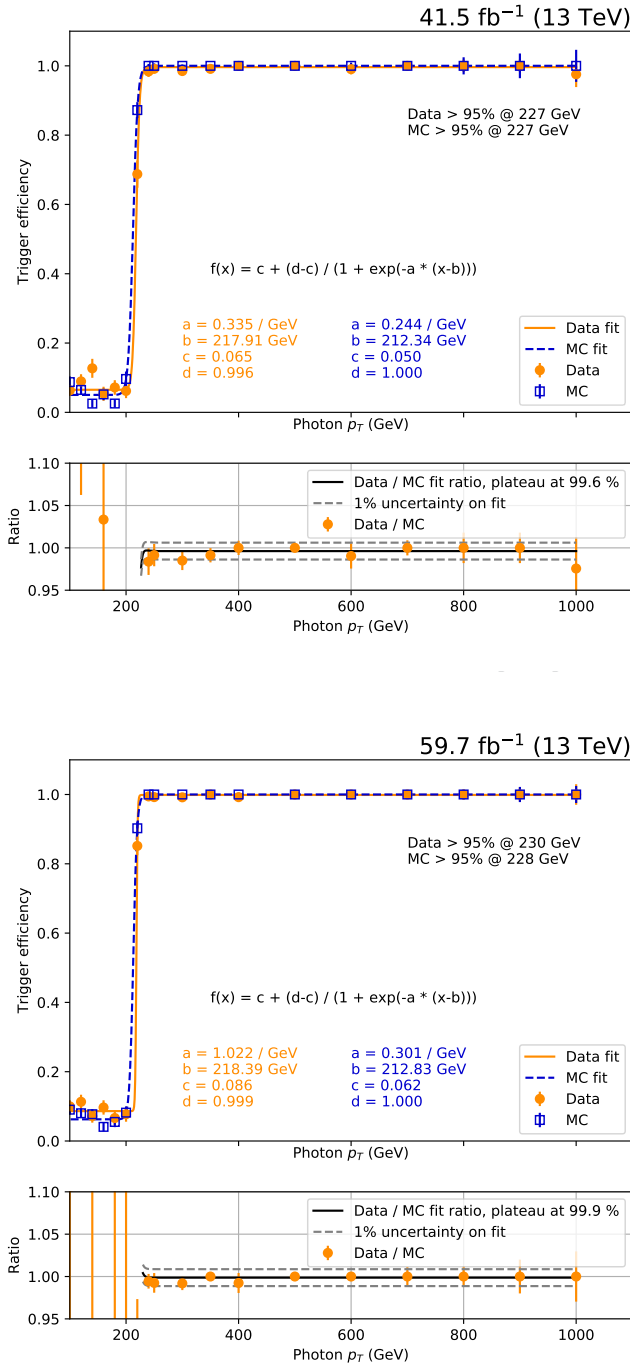 41.5 fb⁻¹ (13 TeV)
1.0
0.8
0.6
0.4
0.2
0.0
Trigger efficiency
Data > 95% @ 227 GeV
MC > 95% @ 227 GeV
f(x) = c + (d-c) / (1 + exp(-a * (x-b)))
a = 0.335 / GeV
b = 217.91 GeV
c = 0.065
d = 0.996
a = 0.244 / GeV
b = 212.34 GeV
c = 0.050
d = 1.000
Data fit
MC fit
Data
MC
Photon pT (GeV)
1.10
1.05
1.00
0.95
Ratio
Data / MC fit ratio, plateau at 99.6 %
1% uncertainty on fit
Data / MC
200 400 600 800 1000
Photon pT (GeV)
59.7 fb⁻¹ (13 TeV)
1.0
0.8
0.6
0.4
0.2
0.0
Trigger efficiency
Data > 95% @ 230 GeV
MC > 95% @ 228 GeV
f(x) = c + (d-c) / (1 + exp(-a * (x-b)))
a = 1.022 / GeV
b = 218.39 GeV
c = 0.086
d = 0.999
a = 0.301 / GeV
b = 212.83 GeV
c = 0.062
d = 1.000
Data fit
MC fit
Data
MC
Photon pT (GeV)
1.10
1.05
1.00
0.95
Ratio
Data / MC fit ratio, plateau at 99.9 %
1% uncertainty on fit
Data / MC
200 400 600 800 1000
Photon pT (GeV)